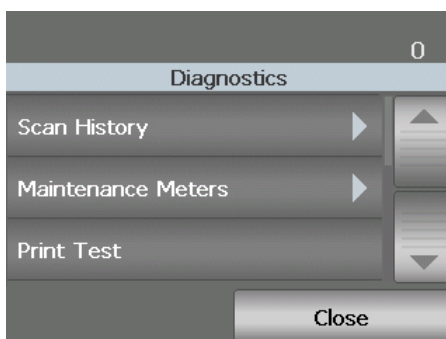 0
Diagnostics
Scan History
Maintenance Meters
Print Test
Close